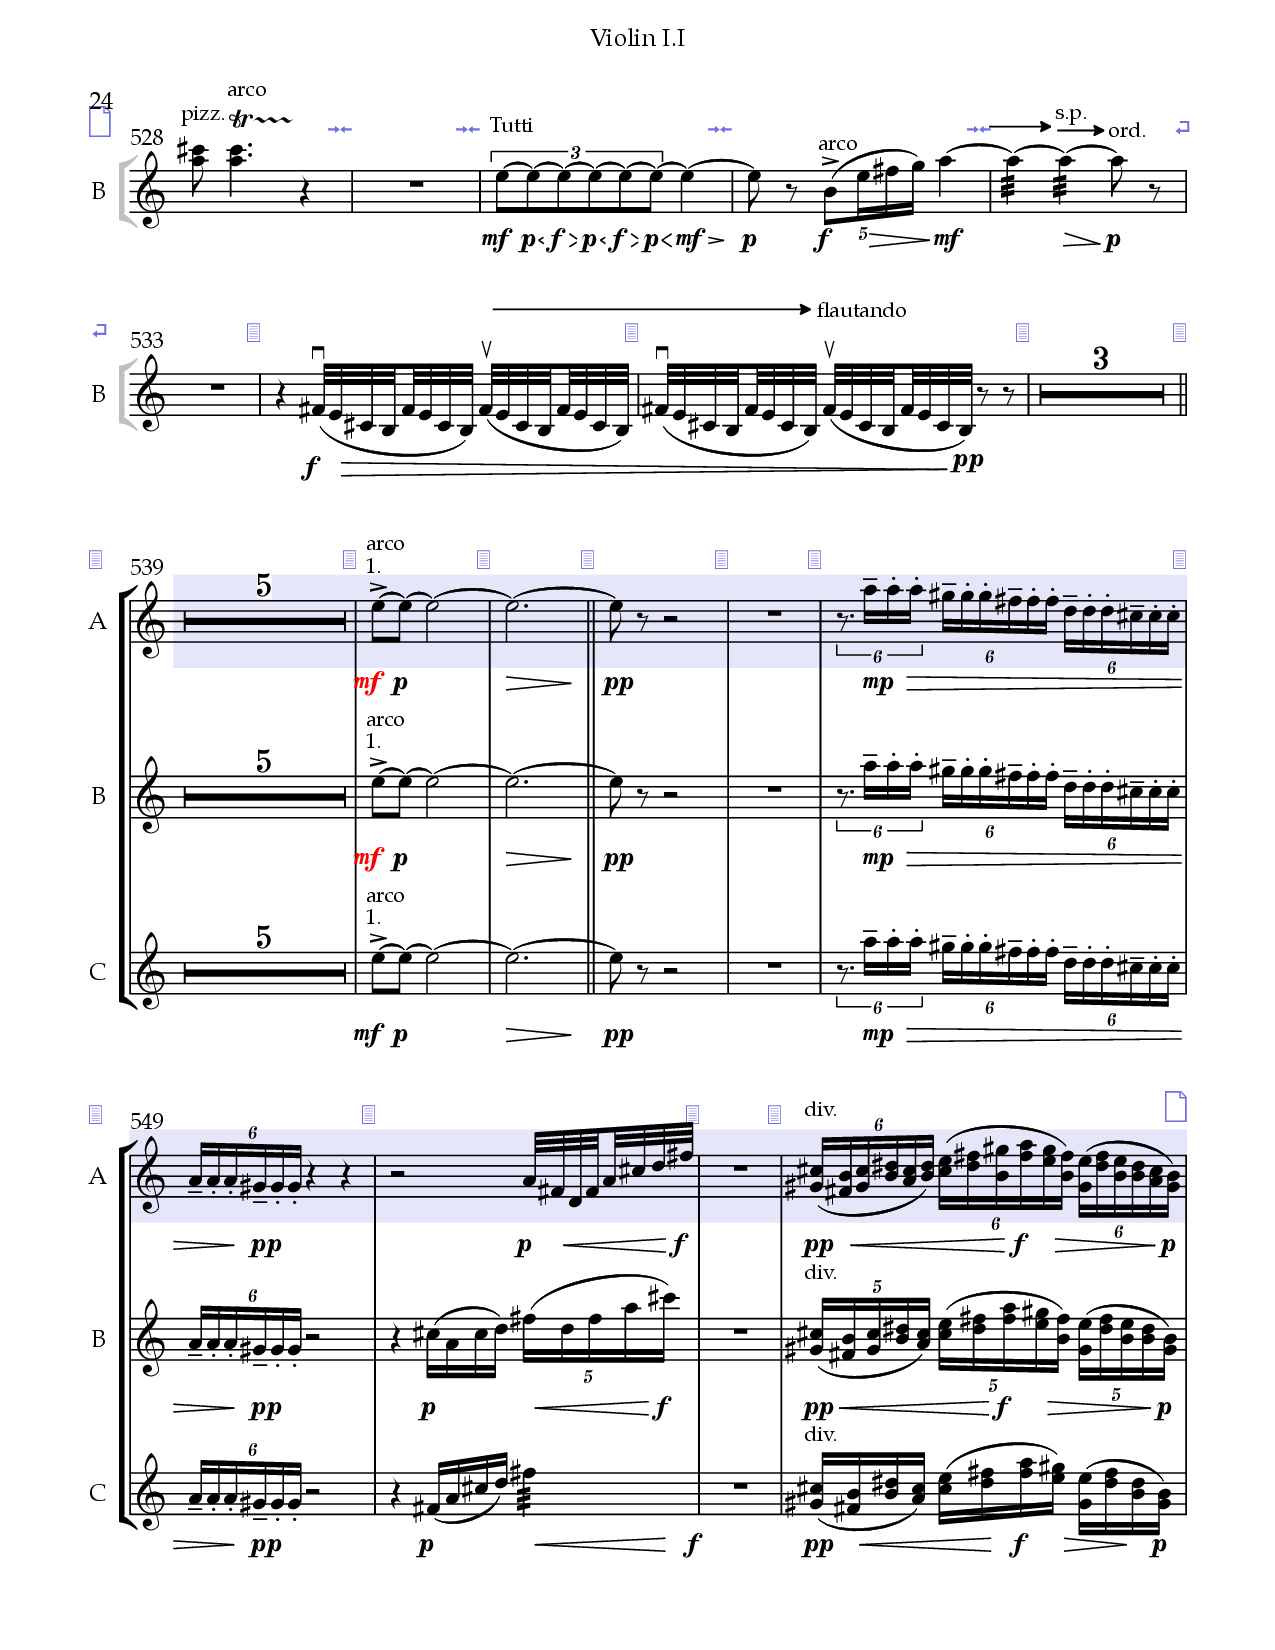 Violin I.I
24
arco
pizz. tr
528 Tutti s.p.
3 arco ord.
B
mf p f p f p mf p f 5 mf p
flautando
533 3
B
f pp
arco
539 5 1.
A
6 6 6
mf p pp mp
arco
5 1.
B
6 6 6
mf p pp mp
arco
5 1.
C
6 6 6
mf p pp mp
div.
549
6 6
A
6 6
pp p f pp f p
div.
6 5
B
5 5 5
pp p f pp f p
div.
6
C
pp p f pp f p